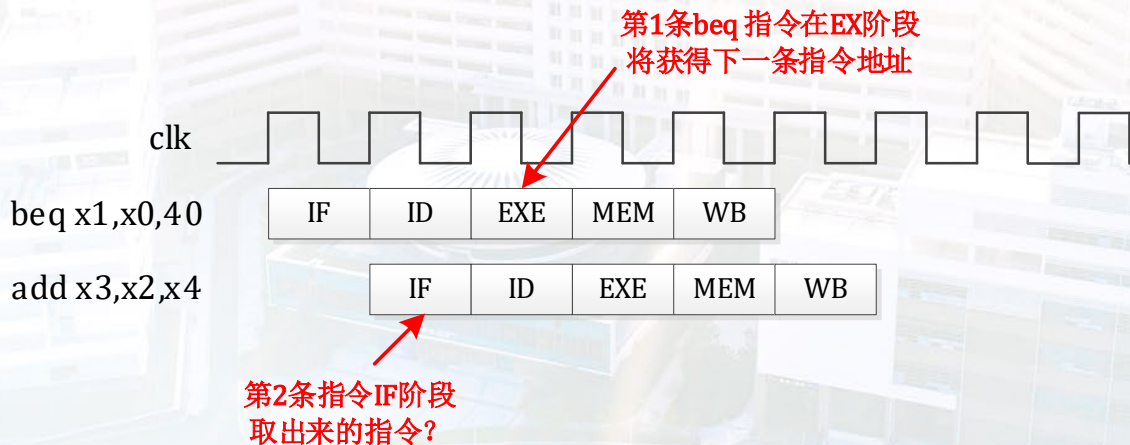 第1条beq 指令在EX阶段
将获得下一条指令地址
clk
beq x1,x0,40 IF ID EXE MEM WB
add x3,x2,x4 IF ID EXE MEM WB
第2条指令IF阶段
取出来的指令？